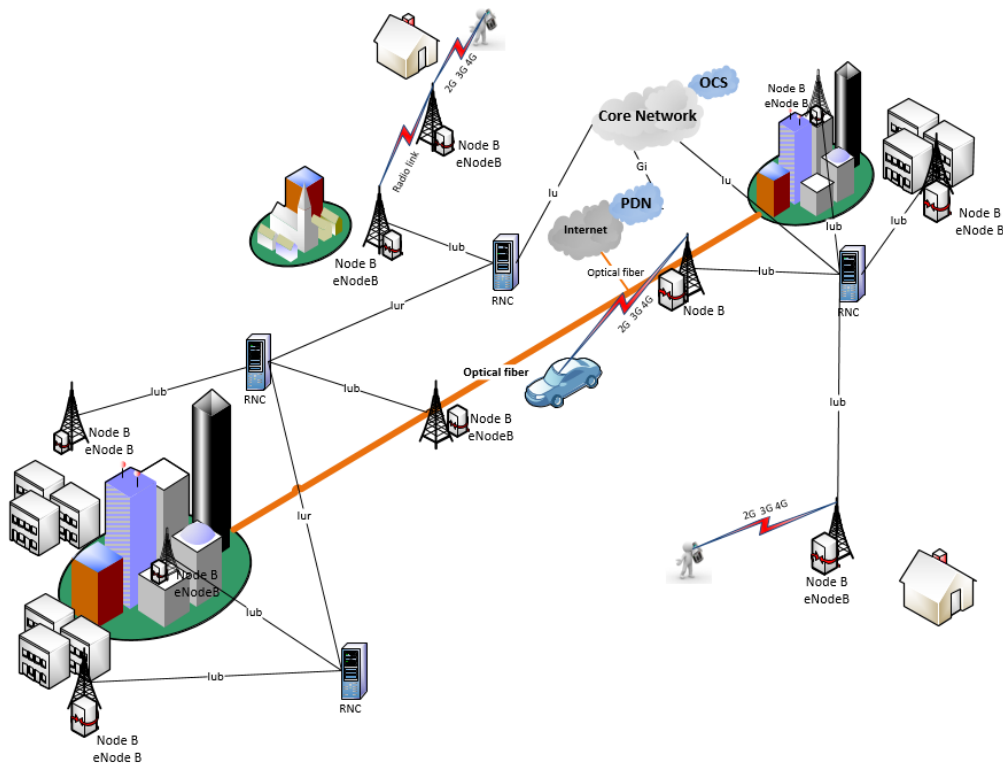 2G 3G 4G
OCS
Core Network
Node B
eNode B
Node B
eNodeB
Radio link
Iu
Gi
Iu
PDN
Internet
Node B
eNode B
Iub
Iub
Iub
Node B
eNodeB
Iub
RNC
Optical fiber
RNC
Iur
2G 3G 4G
Node B
Optical fiber
Iub
Iub
RNC
Iub
Node B
eNode B
Node B
eNodeB
2G 3G 4G
Iur
Node B
eNodeB
Node B
eNodeB
Iub
Iub
RNC
Node B
eNode B